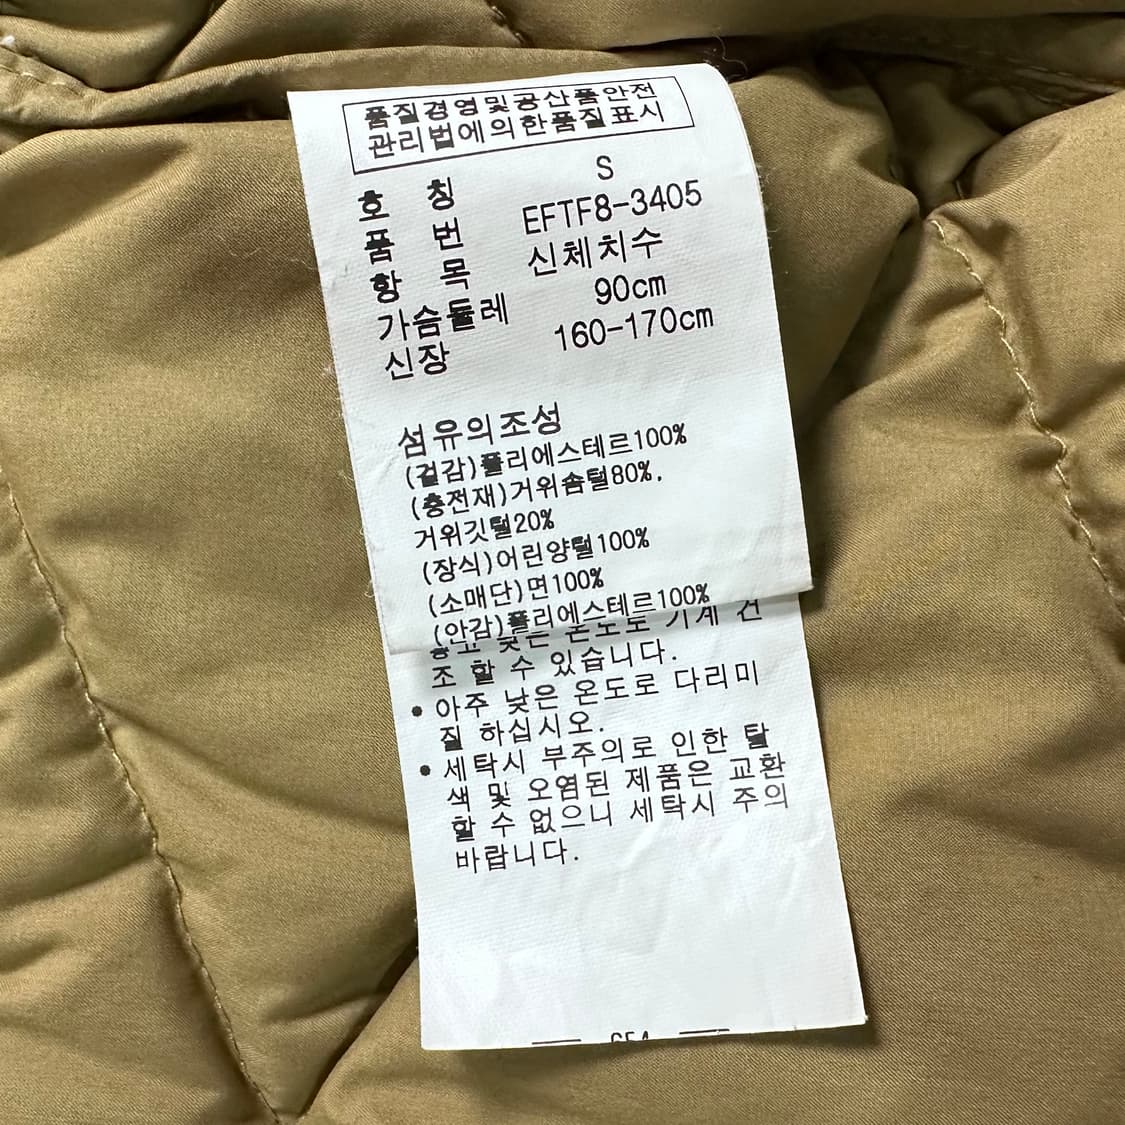 품질경영및공산품안전
관리법에의한품질표시
호 칭 S
품 번 EFTF8-3405
항 목 신체치수
가슴둘레 90cm
신장 160-170cm
섬유의조성
(겉감)폴리에스테르100%
(충전재)거위솜털80%,
거위깃털20%
(장식)어린양털100%
(소매단)면100%
(안감)폴리에스테르100%
낮은 온도로 기계 건
조 할 수 있습니다.
• 아주 낮은 온도로 다리미
질 하십시오.
• 세탁시 부주의로 인한 탈
색 및 오염된 제품은 교환
할 수 없으니 세탁시 주의
바랍니다.